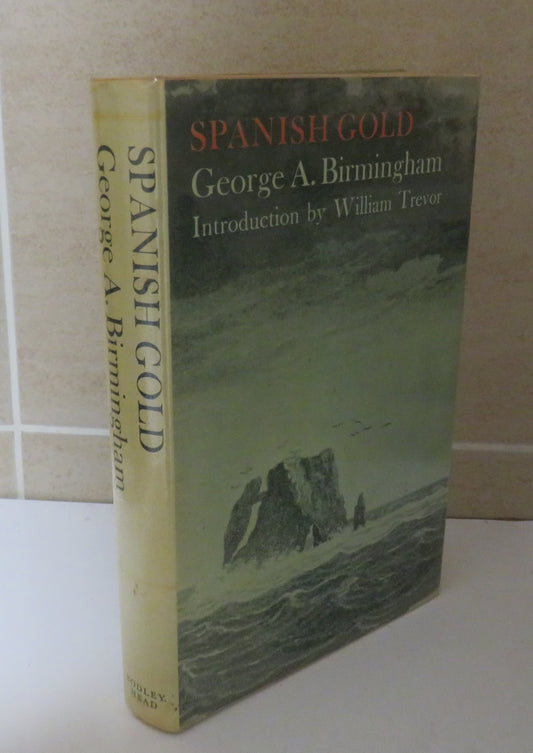 SPANISH GOLD
George A. Birmingham
Introduction by William Trevor
SPANISH GOLD
George A. Birmingham
BODLEY
HEAD